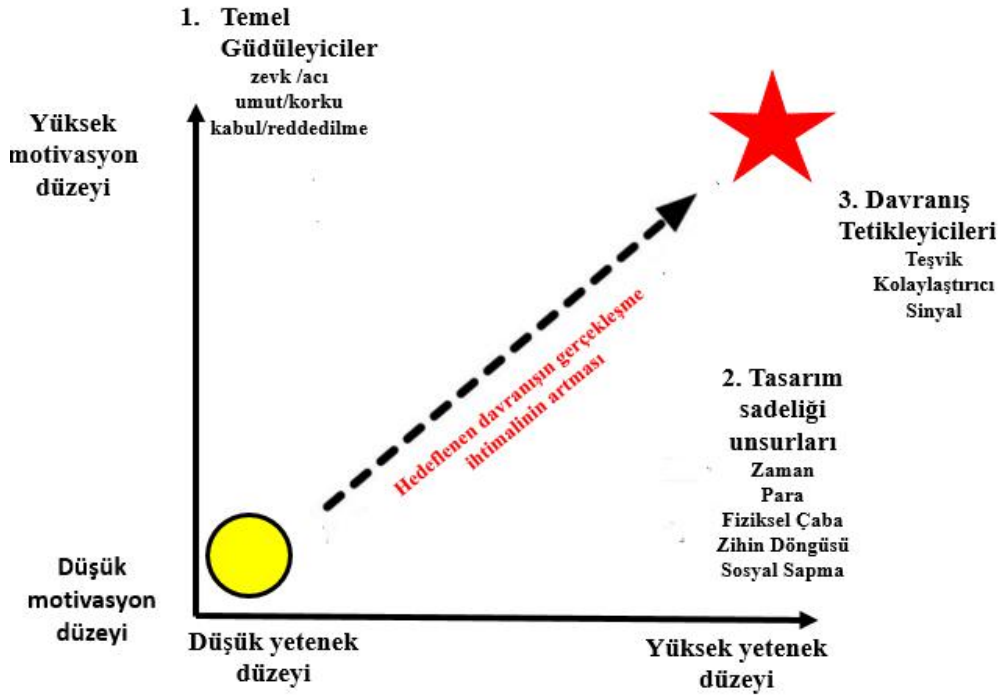 1. Temel
Güdüleyiciler
zevk /acı
umut/korku
kabul/reddedilme
Yüksek
motivasyon
düzeyi
3. Davranış
Tetikleyicileri
Teşvik
Kolaylaştırıcı
Sinyal
Hedeflenen davranışın gerçekleşme
ihtimalinin artması
2. Tasarım
sadeliği
unsurları
Zaman
Para
Fiziksel Çaba
Zihin Döngüsü
Sosyal Sapma
Düşük
motivasyon
düzeyi
Düşük yetenek
düzeyi
Yüksek yetenek
düzeyi